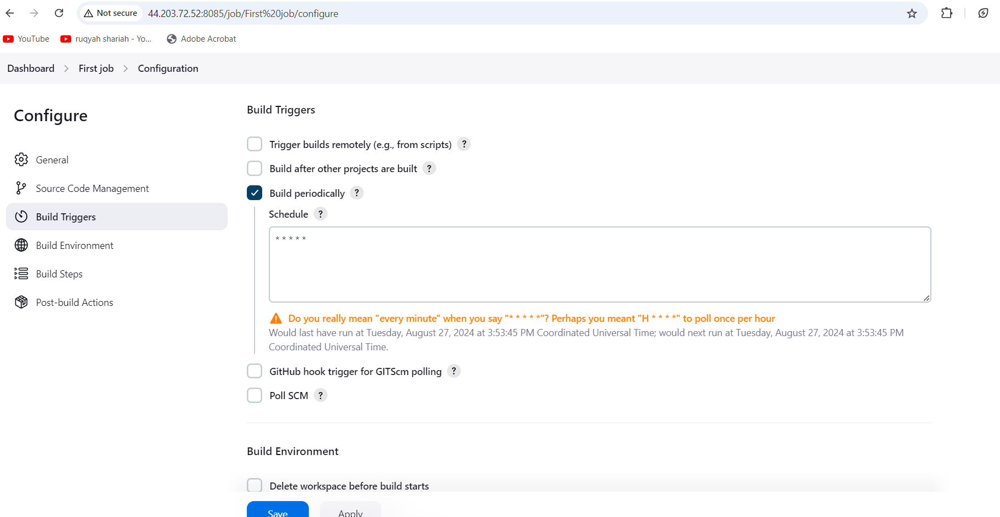 Not secure 44.203.72.52:8085/job/First%20job/configure
YouTube ruqyah shariah - Yo... Adobe Acrobat
Dashboard > First job > Configuration
Configure
General
Source Code Management
Build Triggers
Build Environment
Build Steps
Post-build Actions
Build Triggers
Trigger builds remotely (e.g., from scripts) ?
Build after other projects are built ?
Build periodically ?
Schedule ?
* * * * *
Do you really mean "every minute" when you say "* * * * *"? Perhaps you meant "H * * * *" to poll once per hour
Would last have run at Tuesday, August 27, 2024 at 3:53:45 PM Coordinated Universal Time; would next run at Tuesday, August 27, 2024 at 3:53:45 PM
Coordinated Universal Time.
GitHub hook trigger for GITScm polling ?
Poll SCM ?
Build Environment
Delete workspace before build starts
Save Apply